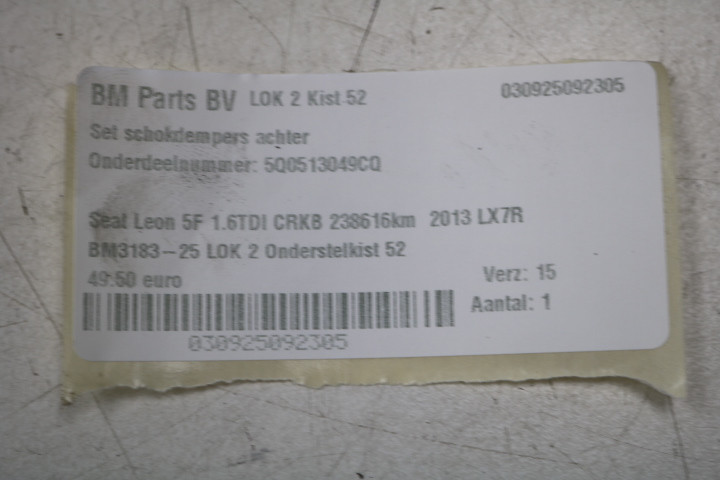 BM Parts BV LOK 2 Kist 52 030925092305
Set schokdempers achter
Onderdeelnummer: 5Q0513049CQ
Seat Leon 5F 1.6TDI CRKB 238616km 2013 LX7R
BM3183-25 LOK 2 Onderstelkist 52
49.50 euro Verz: 15
Aantal: 1
030925092305